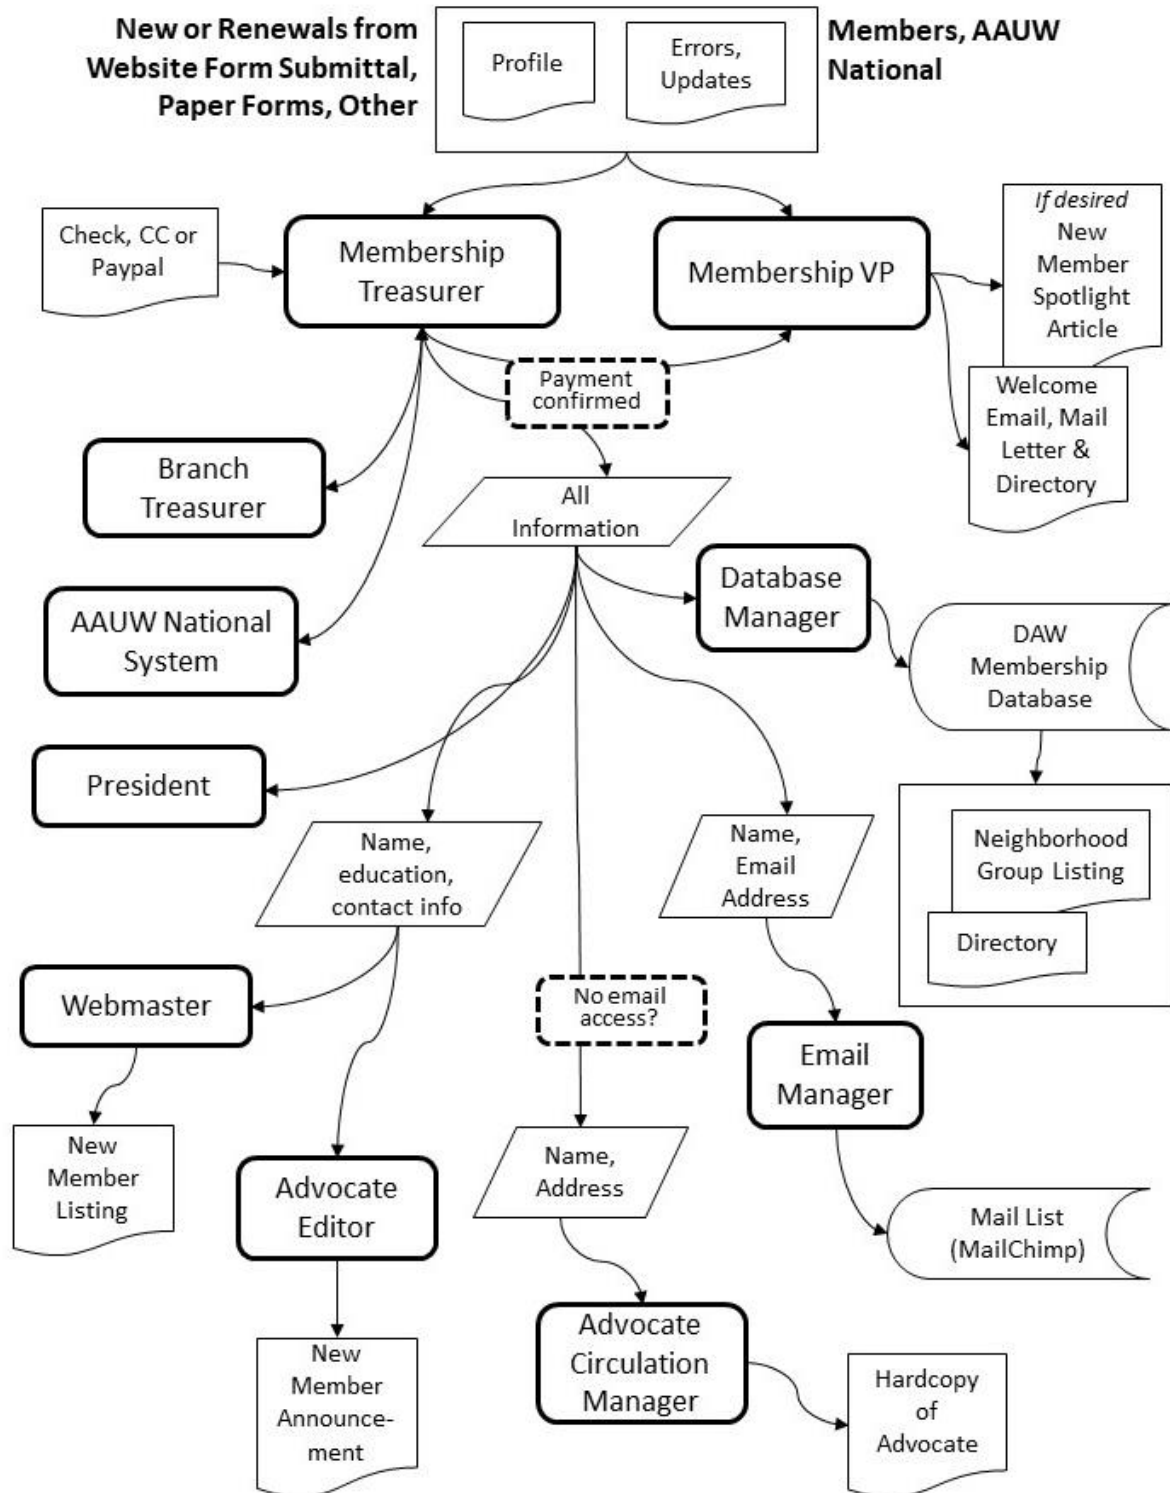 New or Renewals from
Website Form Submittal,
Paper Forms, Other
Profile
Errors,
Updates
Members, AAUW
National
Check, CC or
Paypal
Membership
Treasurer
Membership VP
If desired
New
Member
Spotlight
Article
Payment
confirmed
Welcome
Email, Mail
Letter &
Directory
Branch
Treasurer
All
Information
AAUW National
System
Database
Manager
DAW
Membership
Database
President
Name,
education,
contact info
Name,
Email
Address
Neighborhood
Group Listing
Directory
Webmaster
No email
access?
Email
Manager
New
Member
Listing
Advocate
Editor
Name,
Address
Mail List
(MailChimp)
New
Member
Announce-
ment
Advocate
Circulation
Manager
Hardcopy
of
Advocate